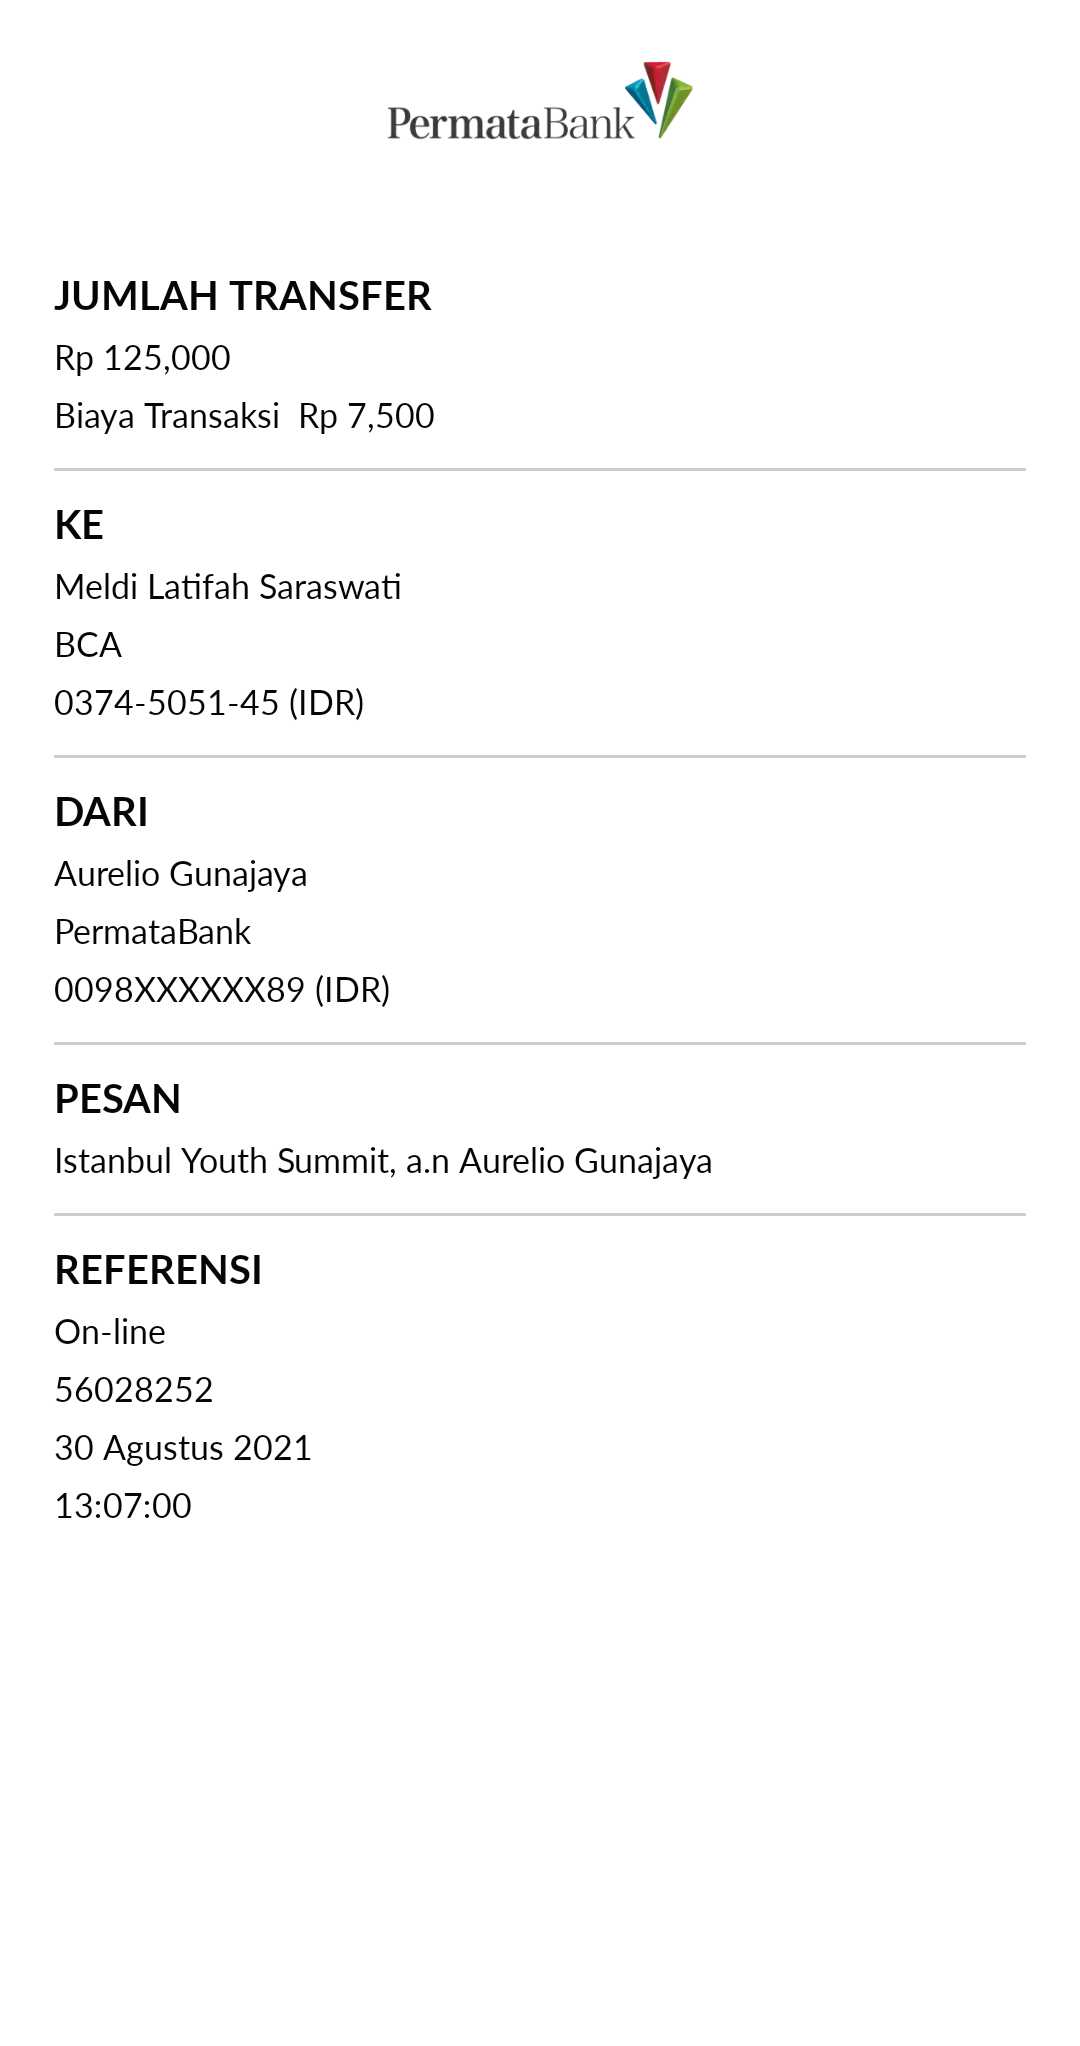 PermataBank
JUMLAH TRANSFER
Rp 125,000
Biaya Transaksi  Rp 7,500
KE
Meldi Latifah Saraswati
BCA
0374-5051-45 (IDR)
DARI
Aurelio Gunajaya
PermataBank
0098XXXXXX89 (IDR)
PESAN
Istanbul Youth Summit, a.n Aurelio Gunajaya
REFERENSI
On-line
56028252
30 Agustus 2021
13:07:00